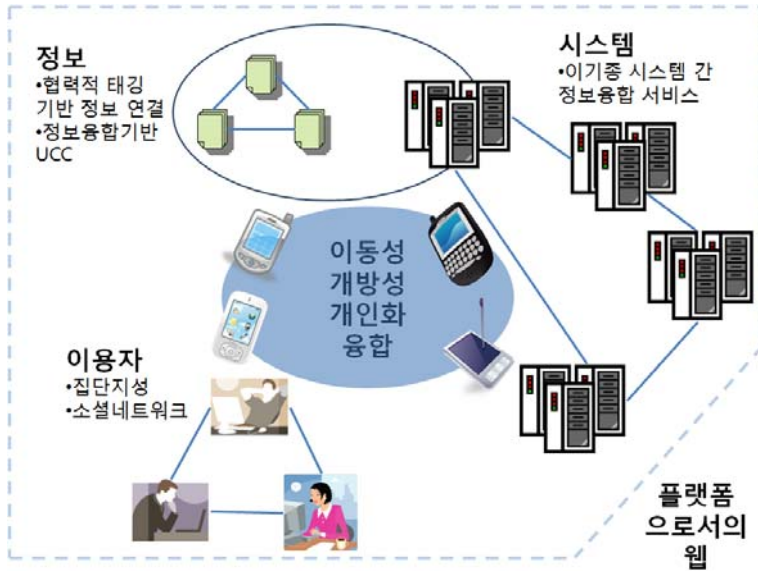 정보
•협력적 태깅
기반 정보 연결
•정보융합기반
UCC
시스템
•이기종 시스템 간
정보융합 서비스
이동성
개방성
개인화
융합
이용자
•집단지성
•소셜네트워크
플랫폼
으로서의
웹